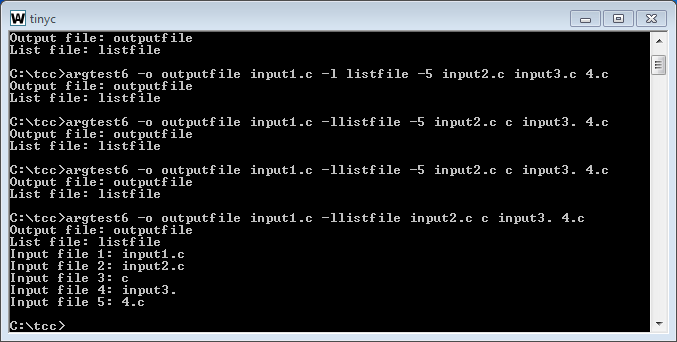 tinyc
Output file: outputfile
List file: listfile
C:\tcc>argtest6 -o outputfile input1.c -l listfile -5 input2.c input3.c 4.c
Output file: outputfile
List file: listfile
C:\tcc>argtest6 -o outputfile input1.c -llistfile -5 input2.c c input3. 4.c
Output file: outputfile
List file: listfile
C:\tcc>argtest6 -o outputfile input1.c -llistfile -5 input2.c c input3. 4.c
Output file: outputfile
List file: listfile
C:\tcc>argtest6 -o outputfile input1.c -llistfile input2.c c input3. 4.c
Output file: outputfile
List file: listfile
Input file 1: input1.c
Input file 2: input2.c
Input file 3: c
Input file 4: input3.
Input file 5: 4.c
C:\tcc>